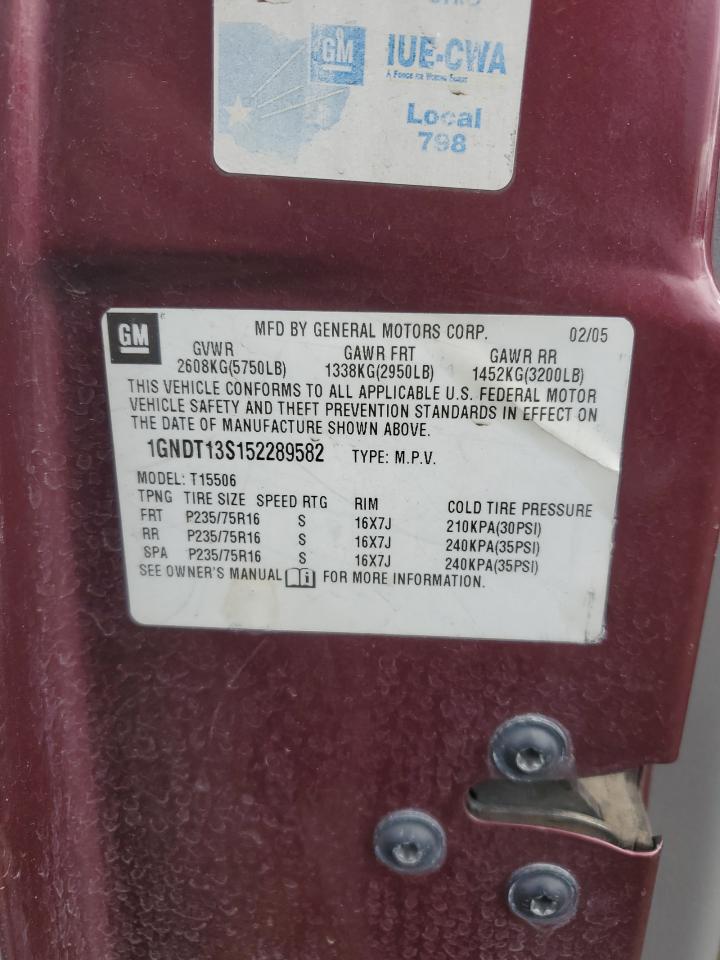 GM IUE-CWA
A Force for Working Families
Local
798
GM
MFD BY GENERAL MOTORS CORP. 02/05
GVWR GAWR FRT GAWR RR
2608KG(5750LB) 1338KG(2950LB) 1452KG(3200LB)
THIS VEHICLE CONFORMS TO ALL APPLICABLE U.S. FEDERAL MOTOR
VEHICLE SAFETY AND THEFT PREVENTION STANDARDS IN EFFECT ON
THE DATE OF MANUFACTURE SHOWN ABOVE.
1GNDT13S152289582 TYPE: M.P.V.
MODEL: T15506
TPNG TIRE SIZE SPEED RTG RIM COLD TIRE PRESSURE
FRT P235/75R16 S 16X7J 210KPA(30PSI)
RR P235/75R16 S 16X7J 240KPA(35PSI)
SPA P235/75R16 S 16X7J 240KPA(35PSI)
SEE OWNER'S MANUAL FOR MORE INFORMATION.